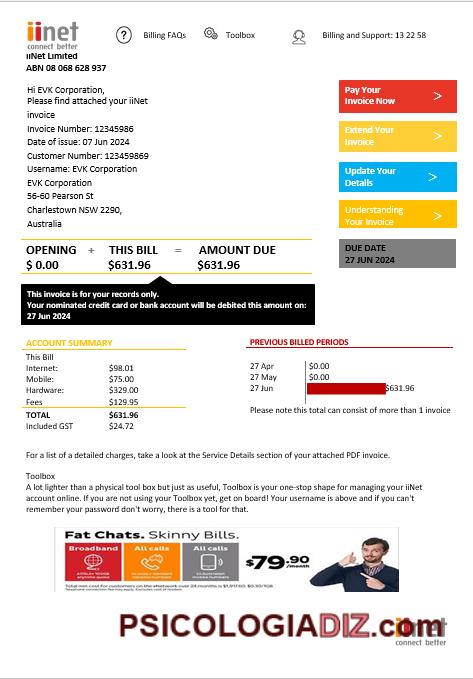 iinet
connect better
Billing FAQs
Toolbox
Billing and Support: 13 22 58
iiNet Limited
ABN 08 068 628 937
Hi EVK Corporation,
Please find attached your iiNet
invoice
Invoice Number: 12345986
Date of issue: 07 Jun 2024
Customer Number: 123459869
Username: EVK Corporation
EVK Corporation
56-60 Pearson St
Charlestown NSW 2290,
Australia
Pay Your
Invoice Now >
Extend Your
Invoice >
Update Your
Details >
Understanding
Your Invoice >
DUE DATE
27 JUN 2024
OPENING + THIS BILL = AMOUNT DUE
$ 0.00 $631.96 $631.96
This invoice is for your records only.
Your nominated credit card or bank account will be debited this amount on:
27 Jun 2024
ACCOUNT SUMMARY
This Bill
Internet: $98.01
Mobile: $75.00
Hardware: $329.00
Fees $129.95
TOTAL $631.96
Included GST $24.72
PREVIOUS BILLED PERIODS
27 Apr $0.00
27 May $0.00
27 Jun $631.96
Please note this total can consist of more than 1 invoice
For a list of a detailed charges, take a look at the Service Details section of your attached PDF invoice.
Toolbox
A lot lighter than a physical tool box but just as useful, Toolbox is your one-stop shape for managing your iiNet
account online. If you are not using your Toolbox yet, get on board! Your username is above and if you can't
remember your password don't worry, there is a tool for that.
Fat Chats. Skinny Bills.
Broadband
All calls
All calls
$79.90
/month
PSICOLOGIADIZ.com
iinet
connect better